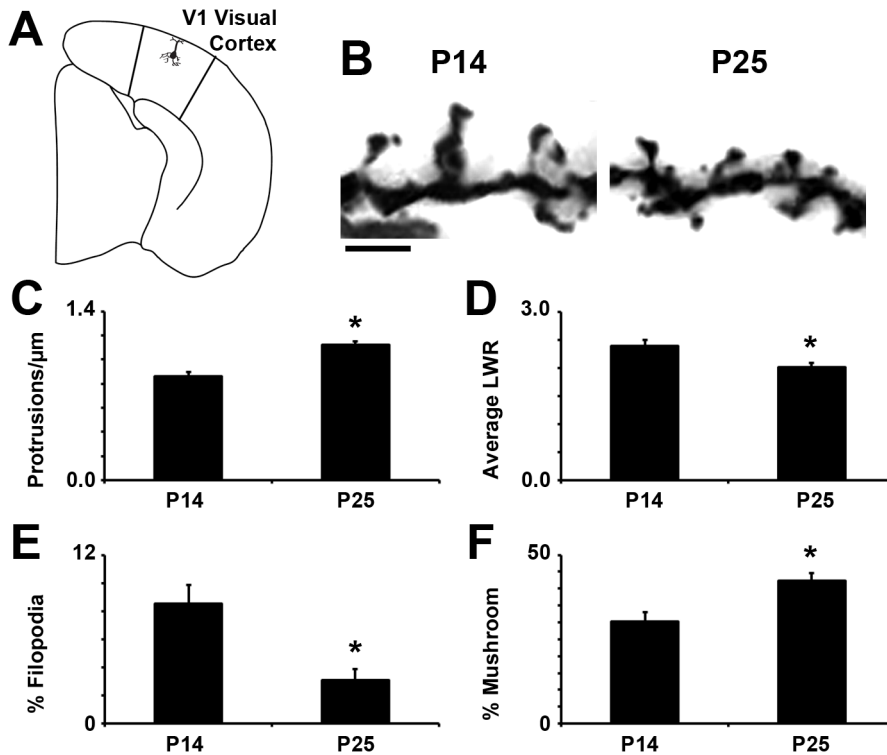 A
V1 Visual
Cortex
B
P14
P25
C
1.4
*
Protrusions/µm
0.0
P14
P25
D
3.0
*
Average LWR
0.0
P14
P25
E
12
*
% Filopodia
0
P14
P25
F
50
*
% Mushroom
0
P14
P25